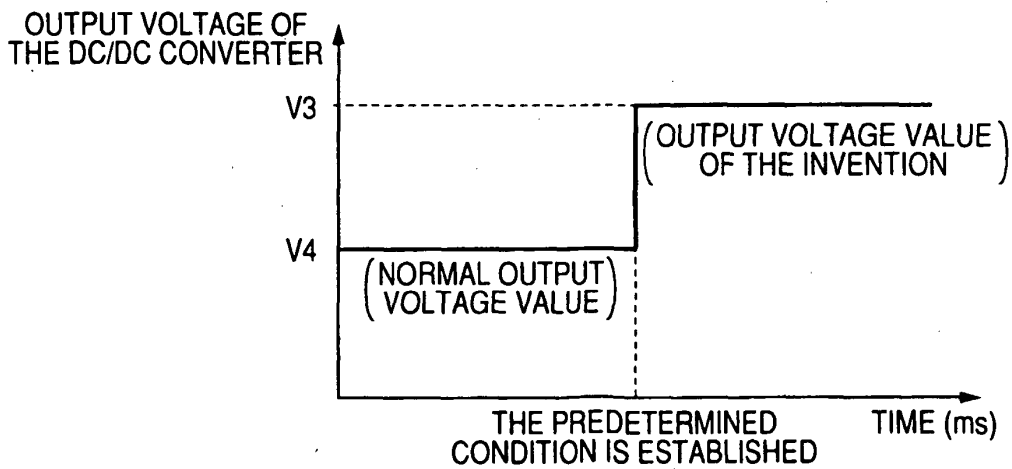 OUTPUT VOLTAGE OF
THE DC/DC CONVERTER
V3
(OUTPUT VOLTAGE VALUE
OF THE INVENTION)
V4
(NORMAL OUTPUT
VOLTAGE VALUE)
THE PREDETERMINED
CONDITION IS ESTABLISHED
TIME (ms)